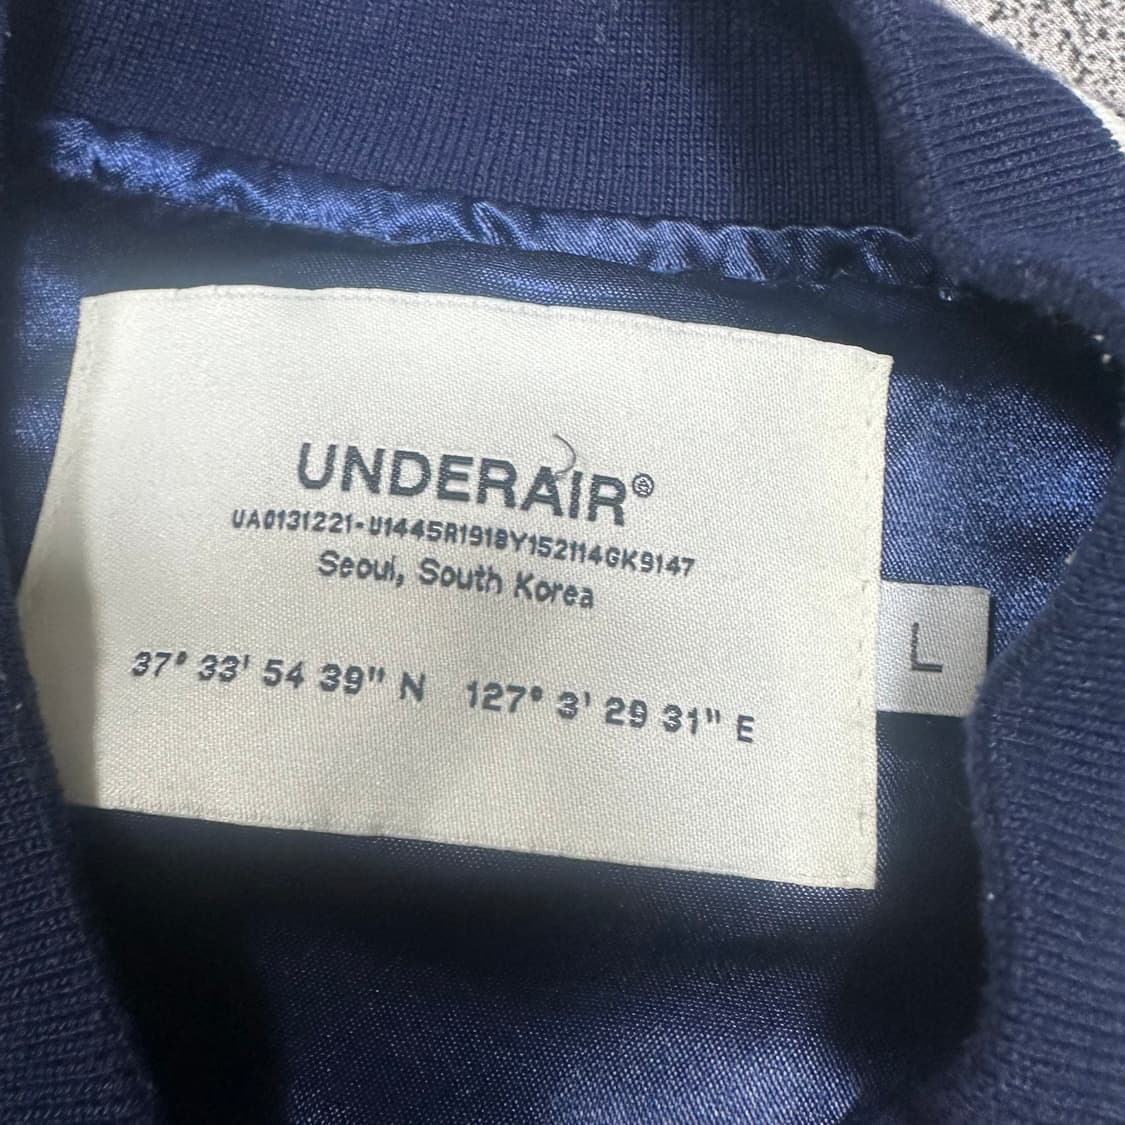 UNDERAIR®
UA0131221-U1445R1918Y152114GK9147
Seoul, South Korea
37° 33' 54 39" N 127° 3' 29 31" E
L